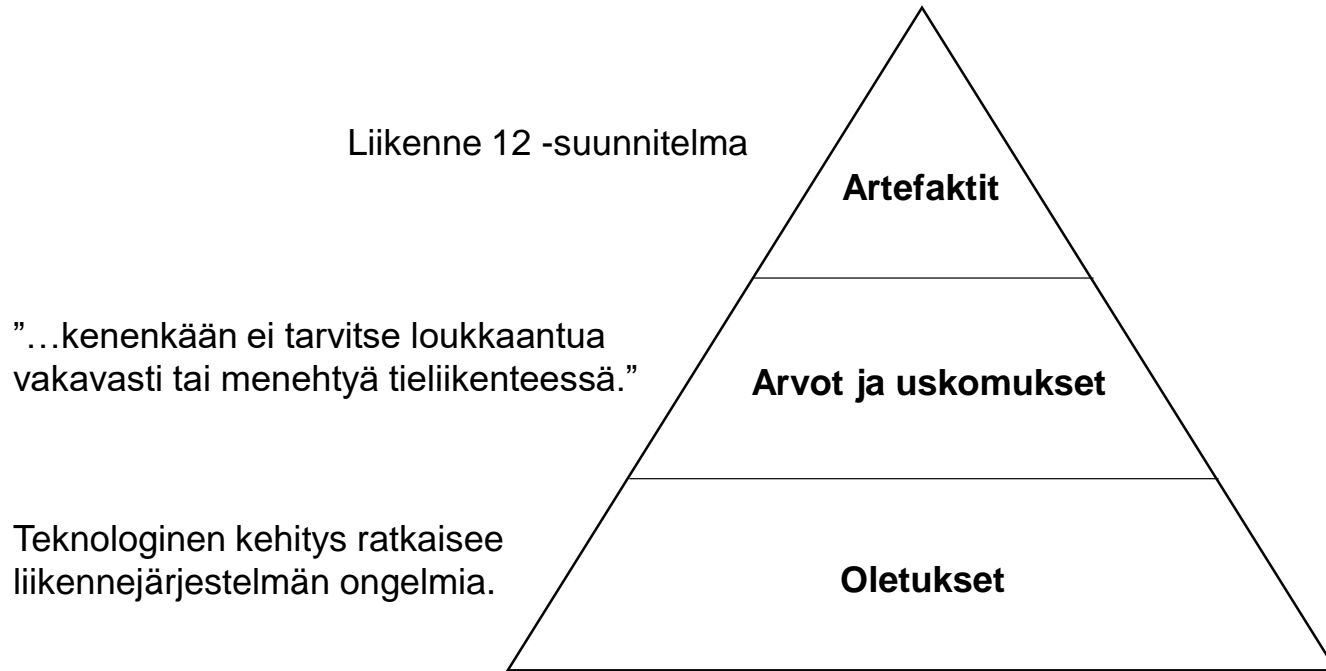 Liikenne 12 -suunnitelma
Artefaktit
”…kenenkään ei tarvitse loukkaantua
vakavasti tai menehtyä tieliikenteessä.”
Arvot ja uskomukset
Teknologinen kehitys ratkaisee
liikennejärjestelmän ongelmia.
Oletukset